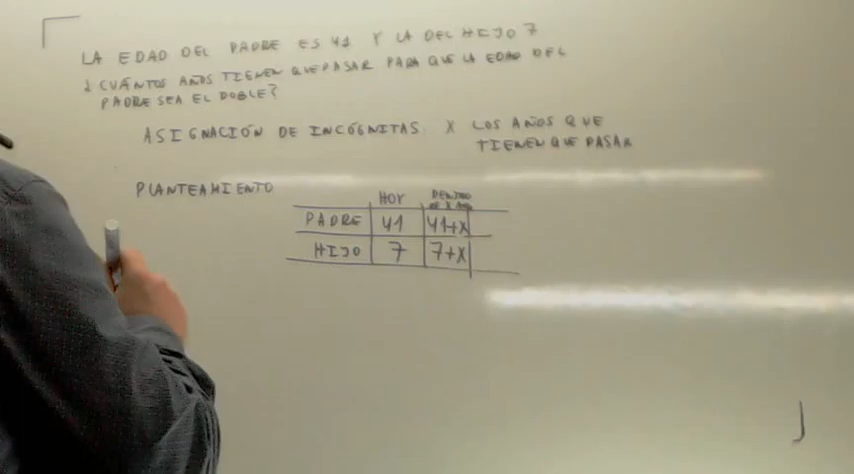 LA EDAD DEL PADRE ES 41 Y LA DEL HIJO 7
¿CUÁNTOS AÑOS TIENEN QUE PASAR PARA QUE LA EDAD DEL
PADRE SEA EL DOBLE?
ASIGNACIÓN DE INCÓGNITAS X LOS AÑOS QUE
TIENEN QUE PASAR
PLANTEAMIENTO
HOY DENTRO
DE X
PADRE 41 41+X
HIJO 7 7+X